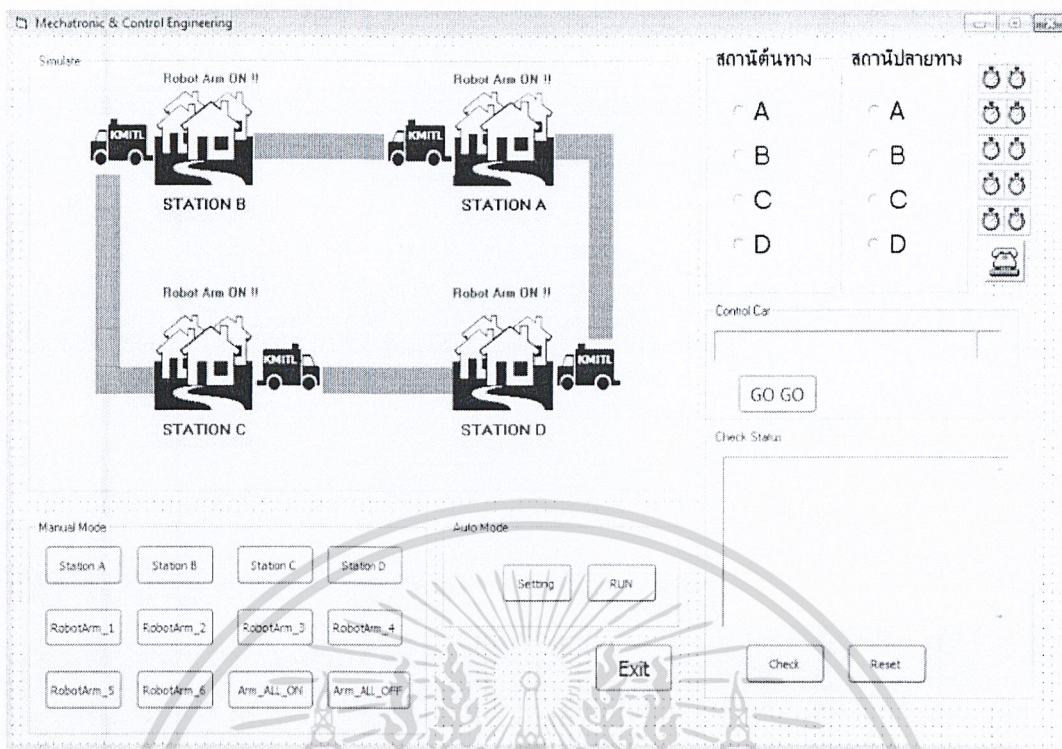 Mechatronic & Control Engineering
Simulate
Robot Arm ON !!
Robot Arm ON !!
KMITL
KMITL
STATION B
STATION A
Robot Arm ON !!
Robot Arm ON !!
KMITL
KMITL
STATION C
STATION D
สถานีต้นทาง
สถานีปลายทาง
A
A
B
B
C
C
D
D
Control Car
GO GO
Check Status
Check
Reset
Manual Mode
Station A
Station B
Station C
Station D
RobotArm_1
RobotArm_2
RobotArm_3
RobotArm_4
RobotArm_5
RobotArm_6
Arm_ALL_ON
Arm_ALL_OFF
Auto Mode
Setting
RUN
Exit